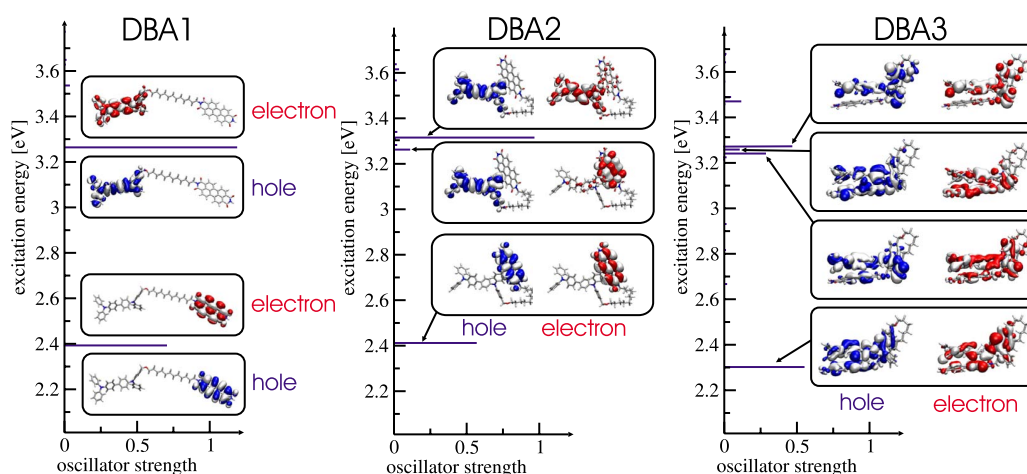 DBA1
excitation energy [eV]
3.6
3.4
3.2
3
2.8
2.6
2.4
2.2
electron
hole
electron
hole
0
0.5
1
oscillator strength
DBA2
excitation energy [eV]
3.6
3.4
3.2
3
2.8
2.6
2.4
2.2
hole electron
0
0.5
1
oscillator strength
DBA3
excitation energy [eV]
3.6
3.4
3.2
3
2.8
2.6
2.4
2.2
hole electron
0
0.5
1
oscillator strength